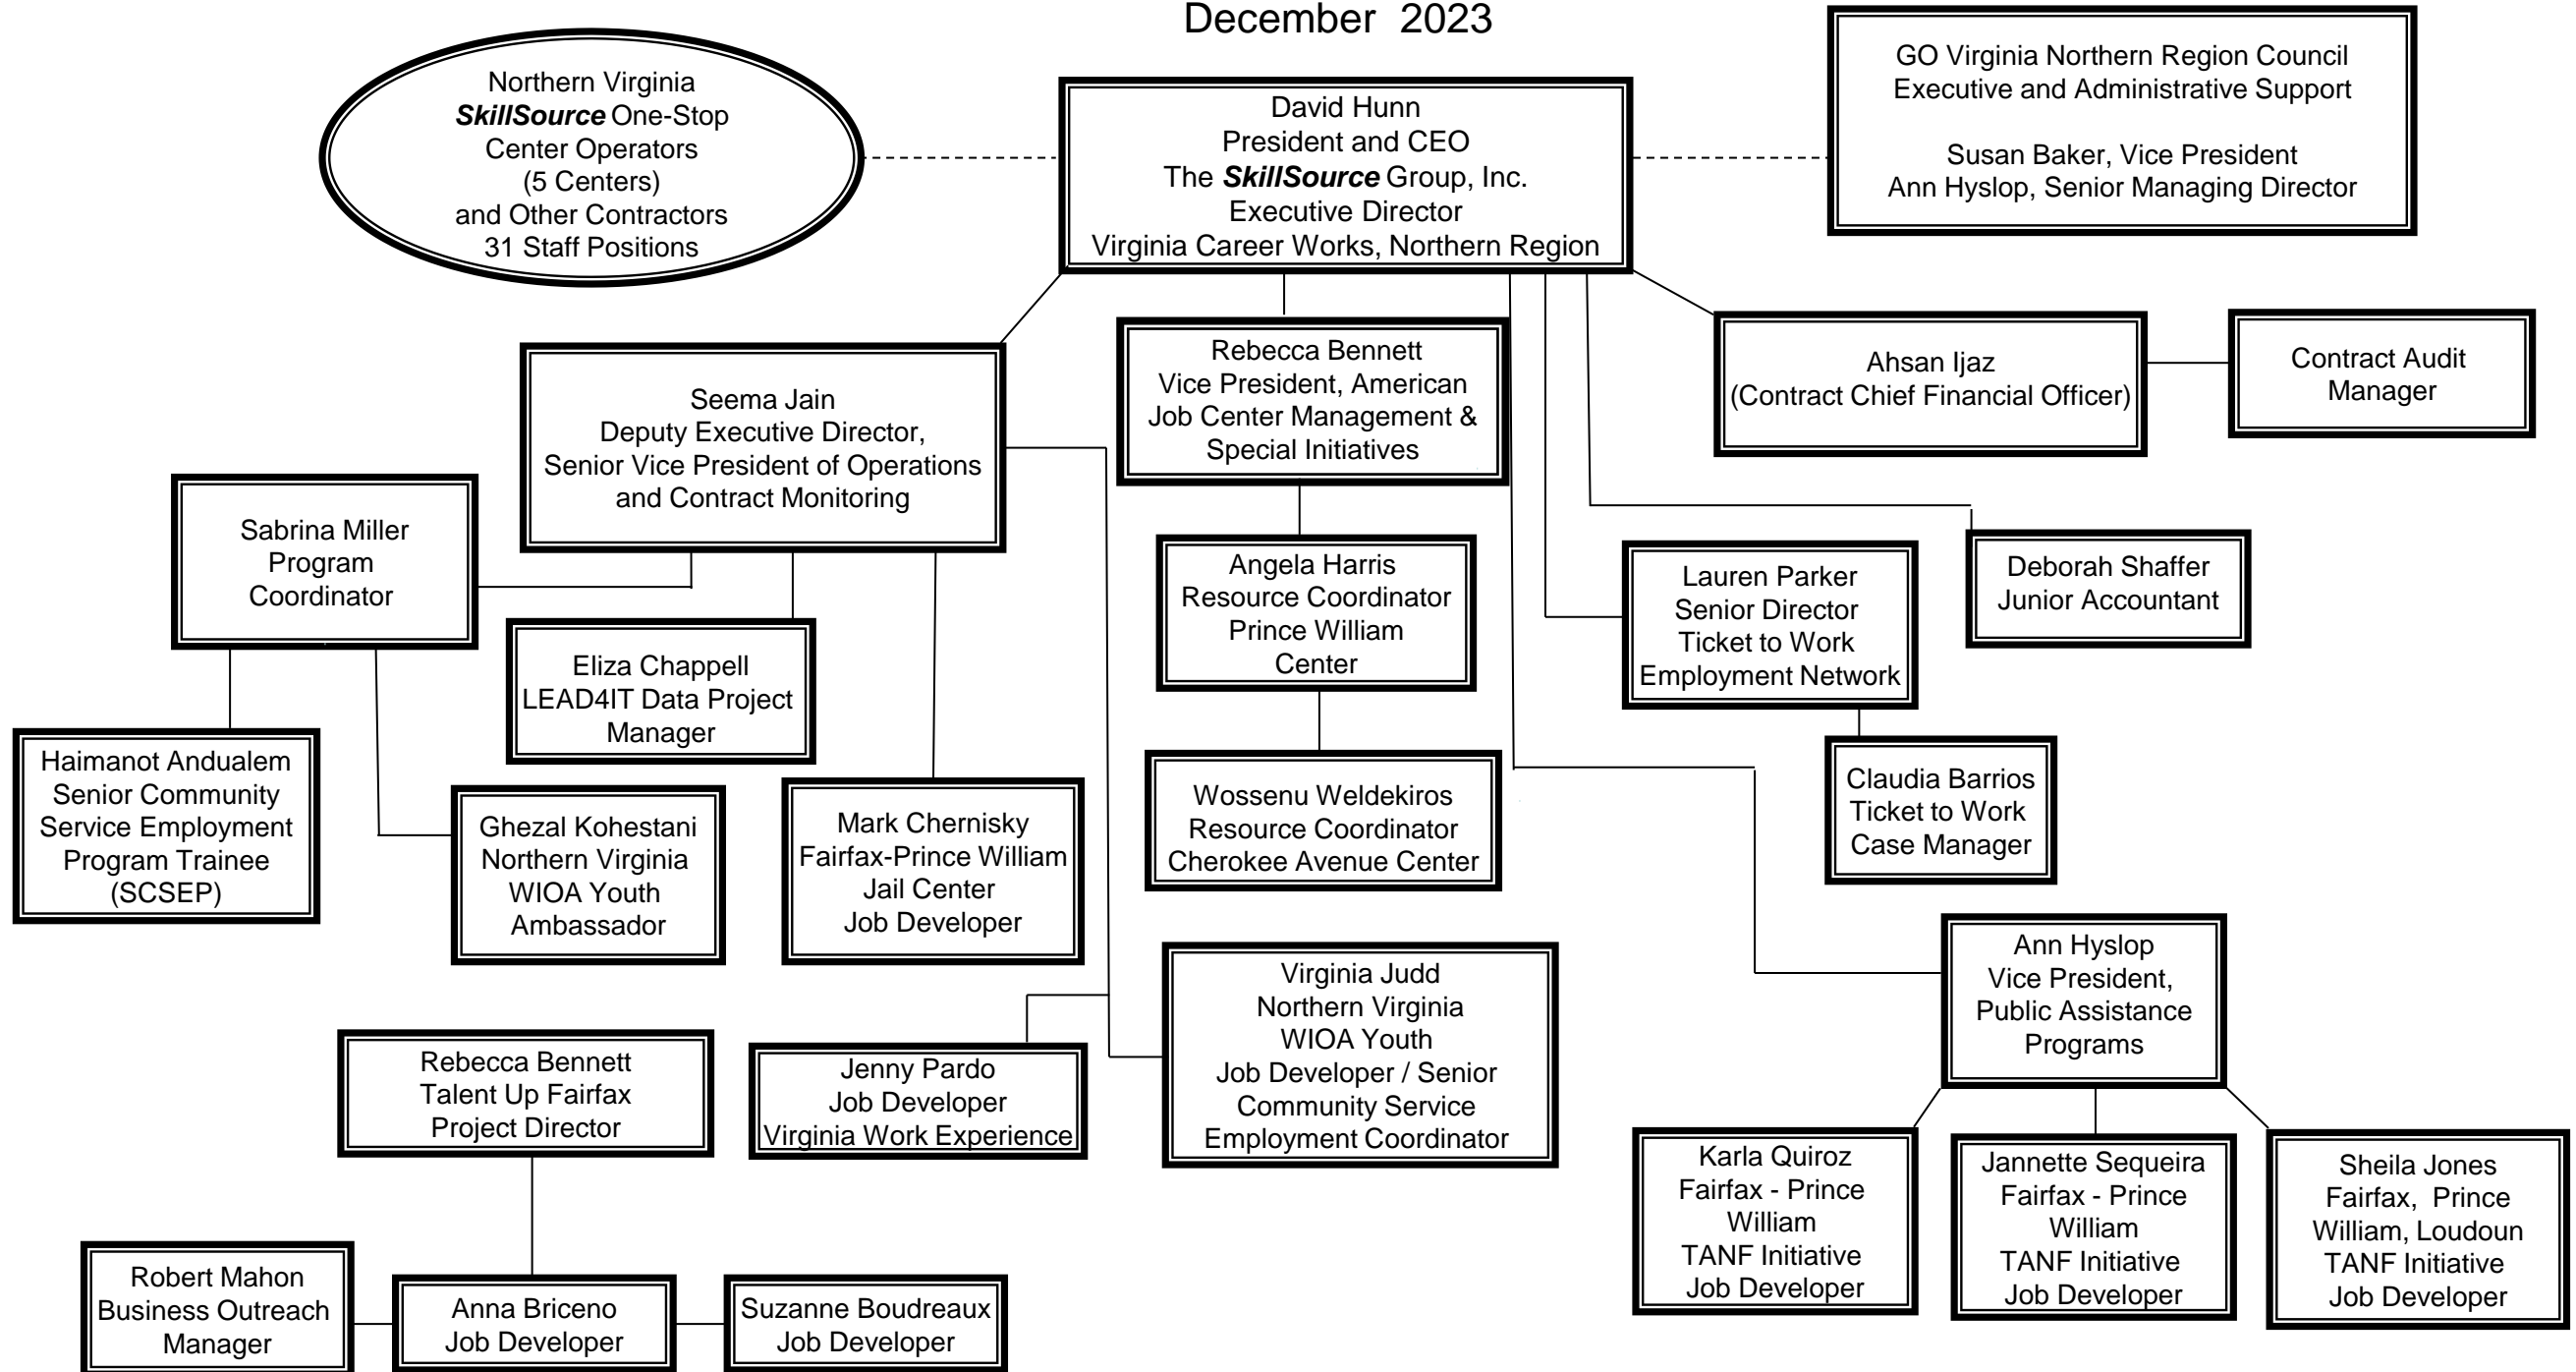 December 2023
Northern Virginia
SkillSource One-Stop
Center Operators
(5 Centers)
and Other Contractors
31 Staff Positions
David Hunn
President and CEO
The SkillSource Group, Inc.
Executive Director
Virginia Career Works, Northern Region
GO Virginia Northern Region Council
Executive and Administrative Support
Susan Baker, Vice President
Ann Hyslop, Senior Managing Director
Seema Jain
Deputy Executive Director,
Senior Vice President of Operations
and Contract Monitoring
Rebecca Bennett
Vice President, American
Job Center Management &
Special Initiatives
Ahsan Ijaz
(Contract Chief Financial Officer)
Contract Audit
Manager
Sabrina Miller
Program
Coordinator
Eliza Chappell
LEAD4IT Data Project
Manager
Angela Harris
Resource Coordinator
Prince William
Center
Lauren Parker
Senior Director
Ticket to Work
Employment Network
Deborah Shaffer
Junior Accountant
Haimanot Andualem
Senior Community
Service Employment
Program Trainee
(SCSEP)
Ghezal Kohestani
Northern Virginia
WIOA Youth
Ambassador
Mark Chernisky
Fairfax-Prince William
Jail Center
Job Developer
Wossenu Weldekiros
Resource Coordinator
Cherokee Avenue Center
Claudia Barrios
Ticket to Work
Case Manager
Virginia Judd
Northern Virginia
WIOA Youth
Job Developer / Senior
Community Service
Employment Coordinator
Ann Hyslop
Vice President,
Public Assistance
Programs
Rebecca Bennett
Talent Up Fairfax
Project Director
Jenny Pardo
Job Developer
Virginia Work Experience
Karla Quiroz
Fairfax - Prince
William
TANF Initiative
Job Developer
Jannette Sequeira
Fairfax - Prince
William
TANF Initiative
Job Developer
Sheila Jones
Fairfax, Prince
William, Loudoun
TANF Initiative
Job Developer
Robert Mahon
Business Outreach
Manager
Anna Briceno
Job Developer
Suzanne Boudreaux
Job Developer